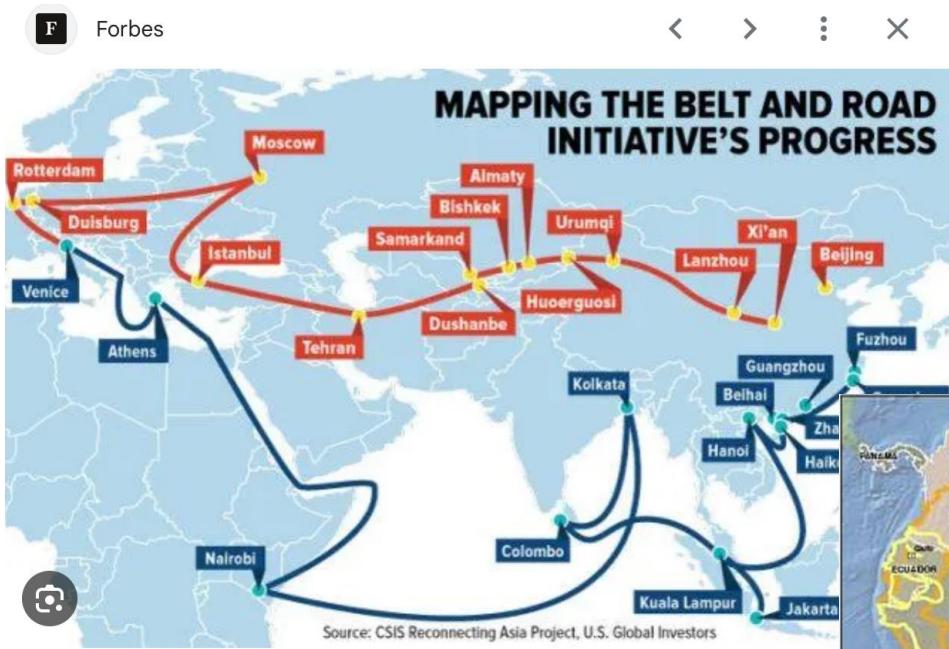 Forbes
MAPPING THE BELT AND ROAD
INITIATIVE'S PROGRESS
Moscow
Rotterdam
Almaty
Bishkek
Urumqi
Xi'an
Duisburg
Samarkand
Istanbul
Lanzhou
Beijing
Venice
Huoerguosi
Dushanbe
Tehran
Athens
Fuzhou
Guangzhou
Kolkata
Beihai
Zha
Hanoi
Haik
PANAMA
Colombo
Nairobi
Quito
ECUADOR
Kuala Lampur
Jakarta
Source: CSIS Reconnecting Asia Project, U.S. Global Investors